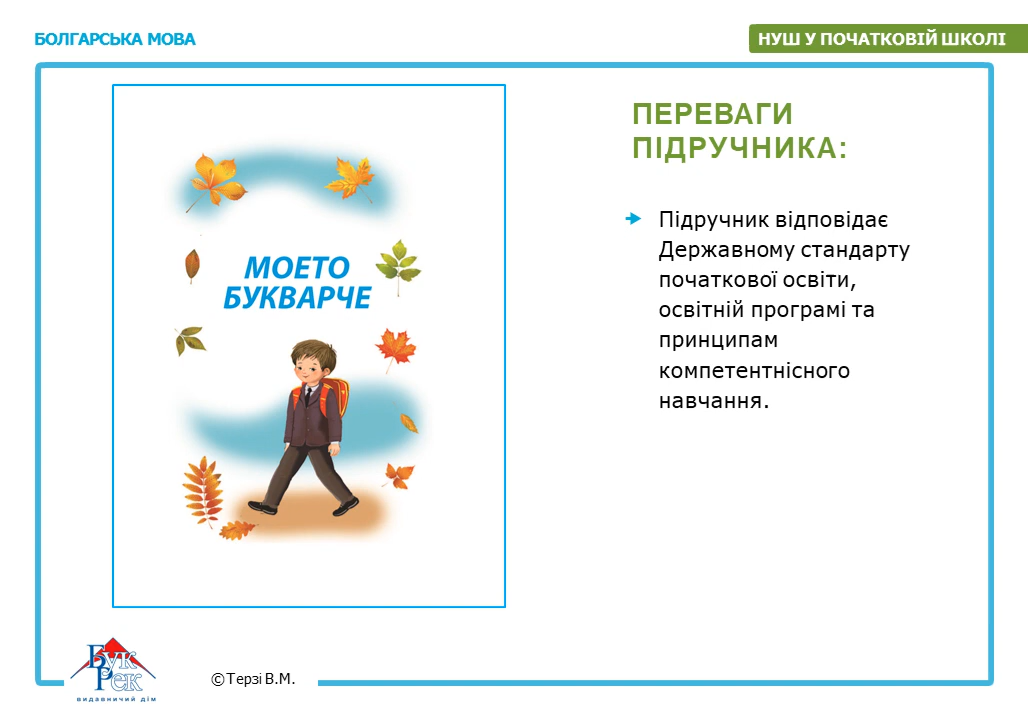 БОЛГАРСЬКА МОВА
НУШ У ПОЧАТКОВІЙ ШКОЛІ
МОЕТО
БУКВАРЧЕ
ПЕРЕВАГИ
ПІДРУЧНИКА:
Підручник відповідає
Державному стандарту
початкової освіти,
освітній програмі та
принципам
компетентнісного
навчання.
Бук
Рек
видавничий дім
©Терзі В.М.